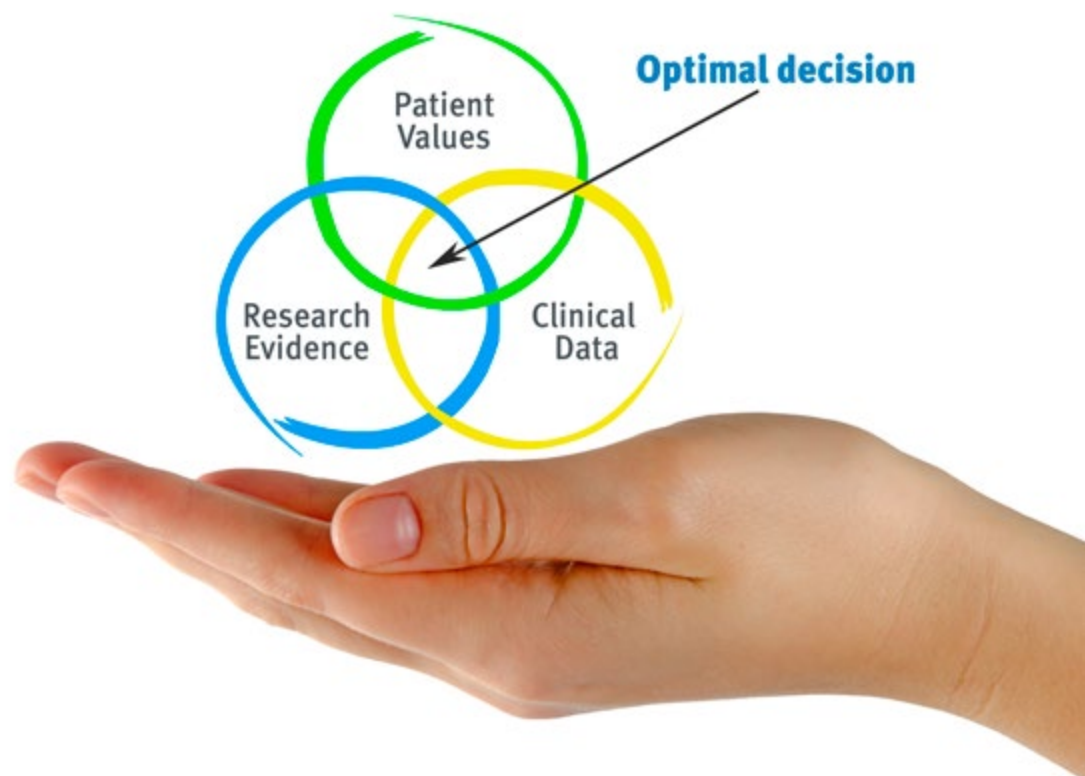 Optimal decision
Patient
Values
Research
Evidence
Clinical
Data